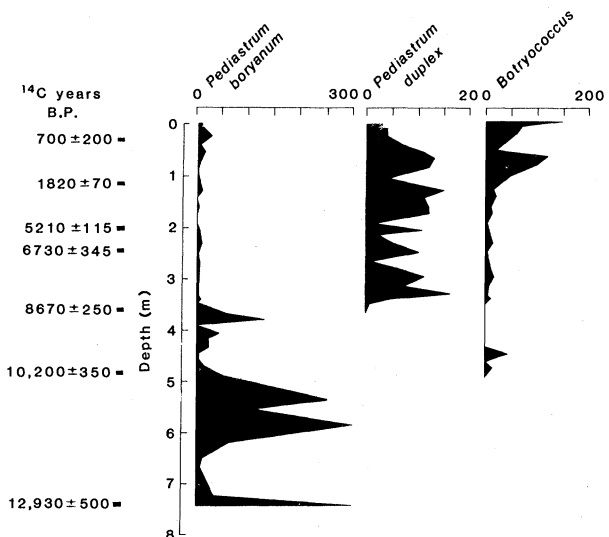 Pediastrum boryanum
Pediastrum duplex
Botryococcus
¹⁴C years
B.P.
0 300 0 20 0 200
700 ± 200
1820 ± 70
5210 ± 115
6730 ± 345
8670 ± 250
10,200 ± 350
12,930 ± 500
Depth (m)
0
1
2
3
4
5
6
7
8